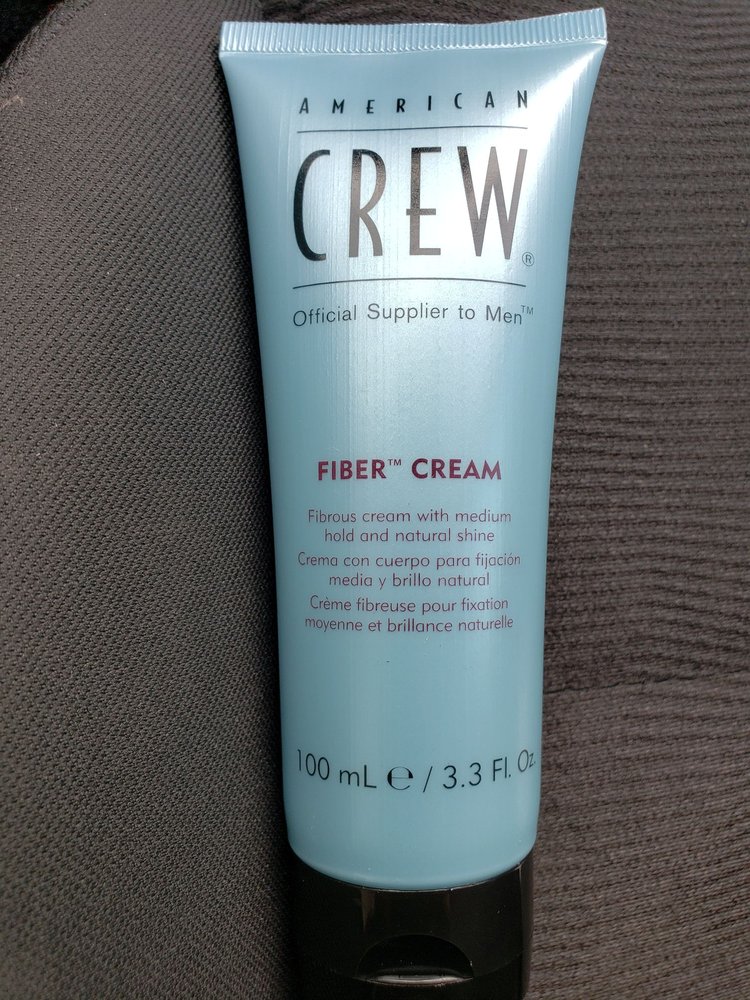 AMERICAN
CREW®
Official Supplier to Men™
FIBER™ CREAM
Fibrous cream with medium
hold and natural shine
Crema con cuerpo para fijación
media y brillo natural
Crème fibreuse pour fixation
moyenne et brillance naturelle
100 mL ℮ / 3.3 Fl. Oz.